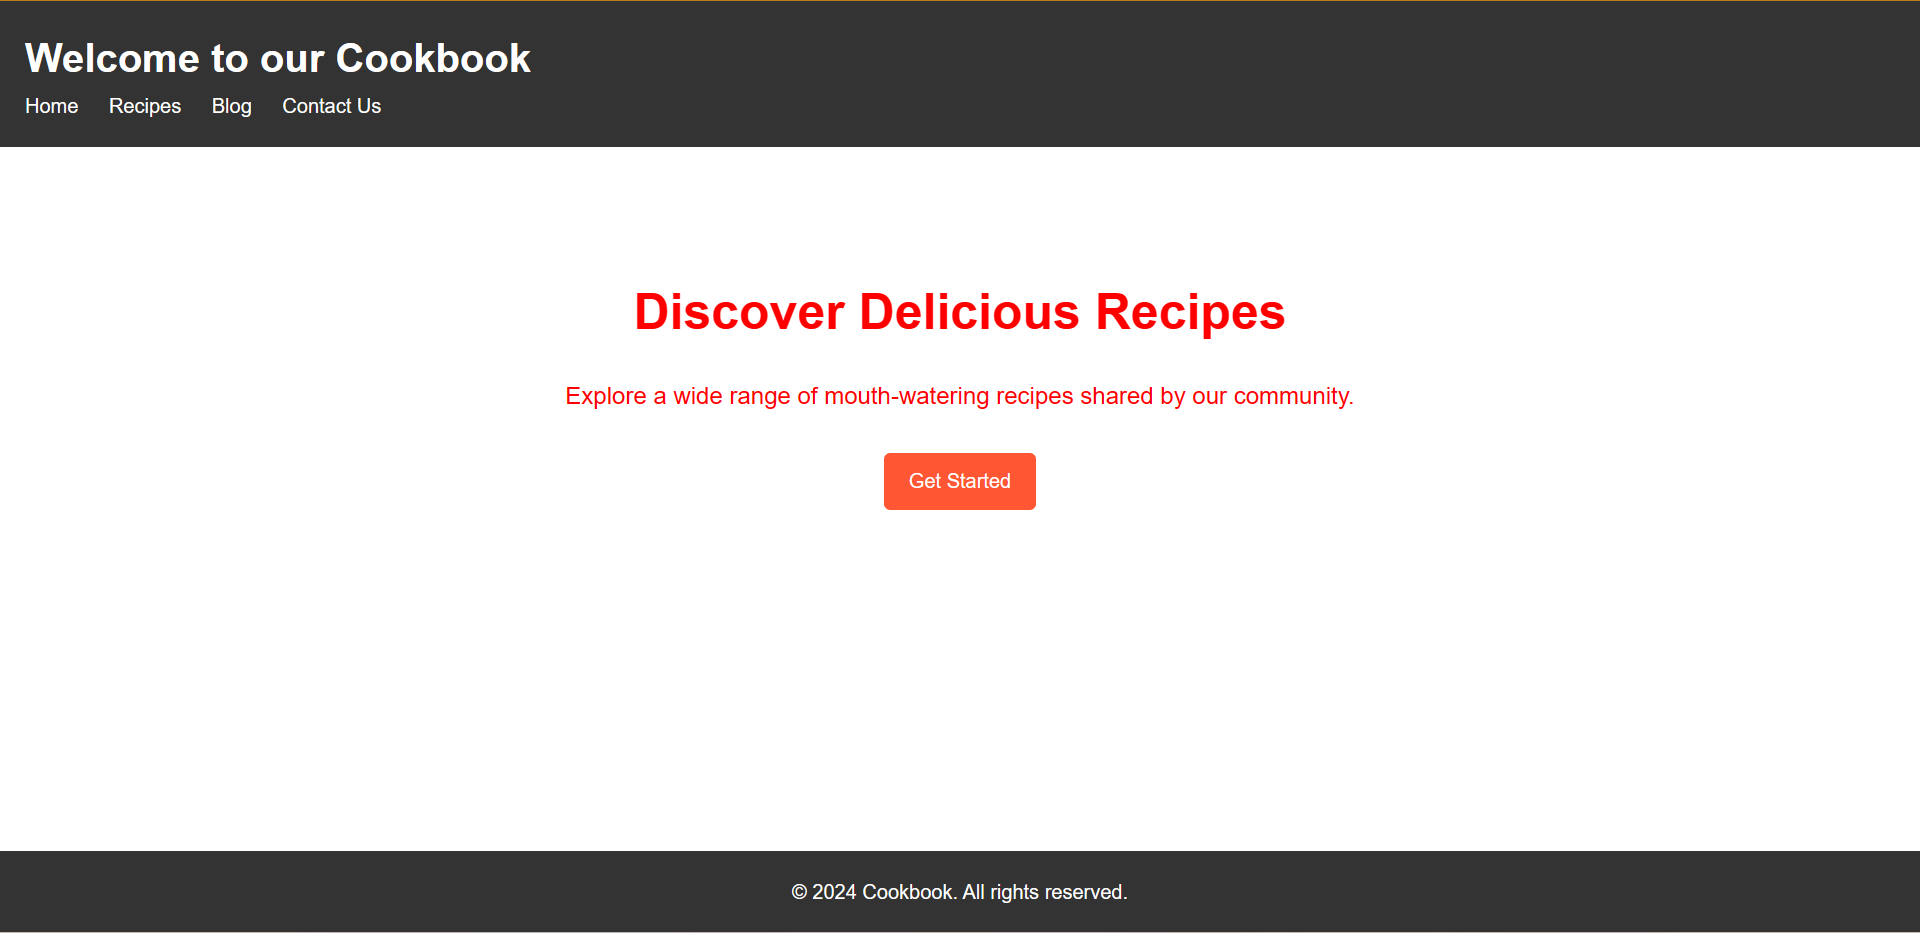 Welcome to our Cookbook
Home Recipes Blog Contact Us
Discover Delicious Recipes
Explore a wide range of mouth-watering recipes shared by our community.
Get Started
© 2024 Cookbook. All rights reserved.